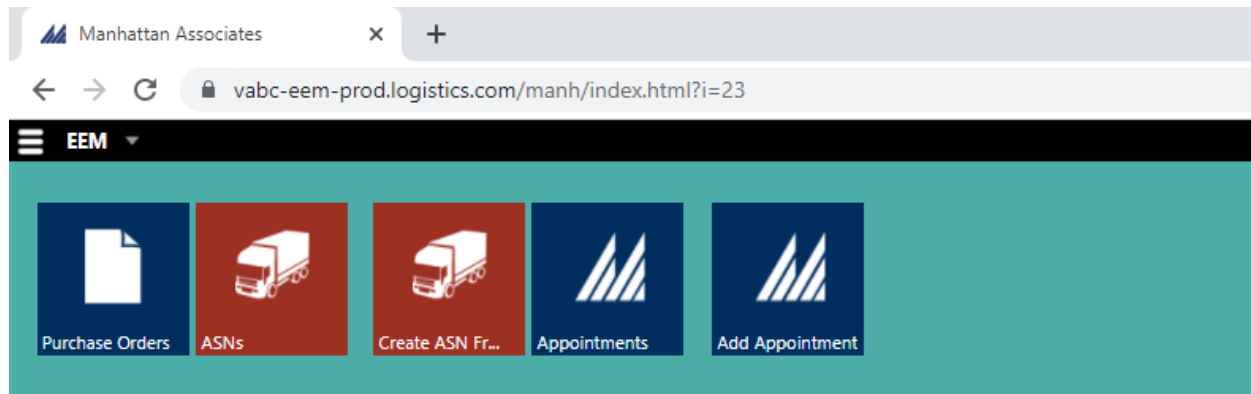 Manhattan Associates
vabc-eem-prod.logistics.com/manh/index.html?i=23
EEM
Purchase Orders
ASNs
Create ASN Fr...
Appointments
Add Appointment